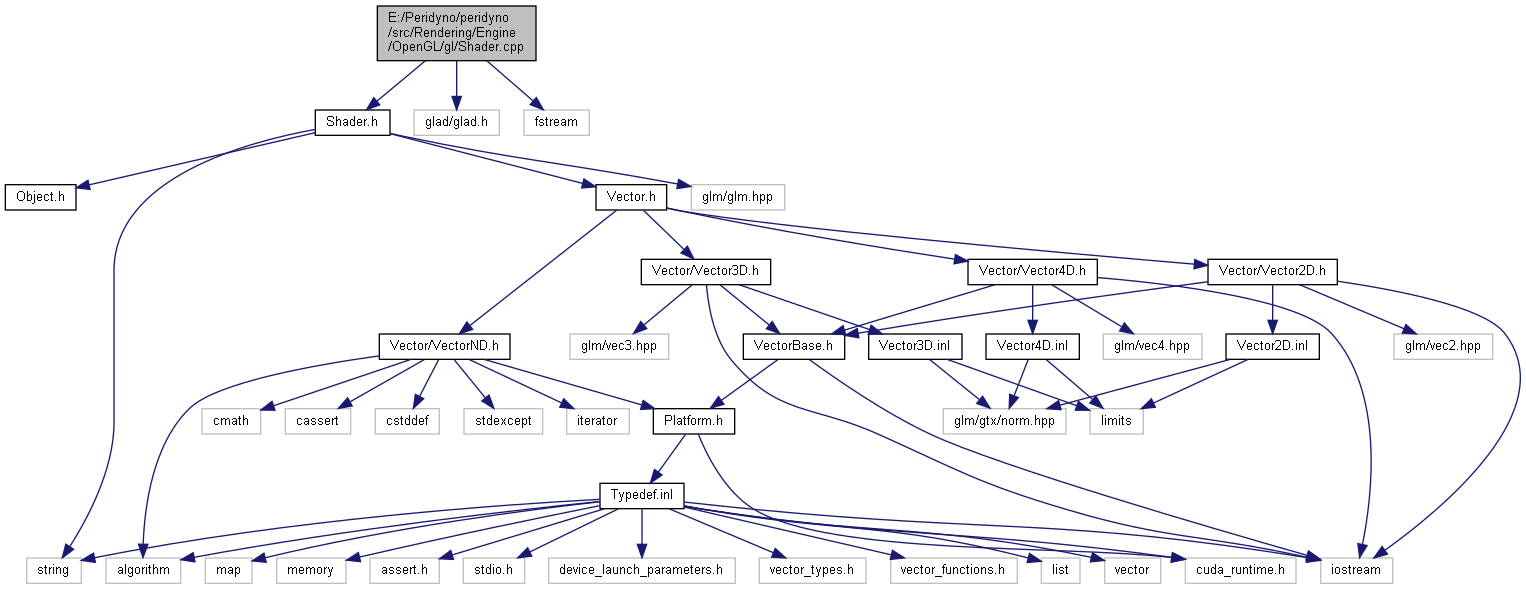 E:/Peridyno/peridyno
/src/Rendering/Engine
/OpenGL/gl/Shader.cpp
Shader.h
glad/glad.h
fstream
Object.h
Vector.h
glm/glm.hpp
Vector/Vector3D.h
Vector/Vector4D.h
Vector/Vector2D.h
Vector/VectorND.h
glm/vec3.hpp
VectorBase.h
Vector3D.inl
Vector4D.inl
glm/vec4.hpp
Vector2D.inl
glm/vec2.hpp
cmath
cassert
cstddef
stdexcept
iterator
Platform.h
glm/gtx/norm.hpp
limits
Typedef.inl
string
algorithm
map
memory
assert.h
stdio.h
device_launch_parameters.h
vector_types.h
vector_functions.h
list
vector
cuda_runtime.h
iostream